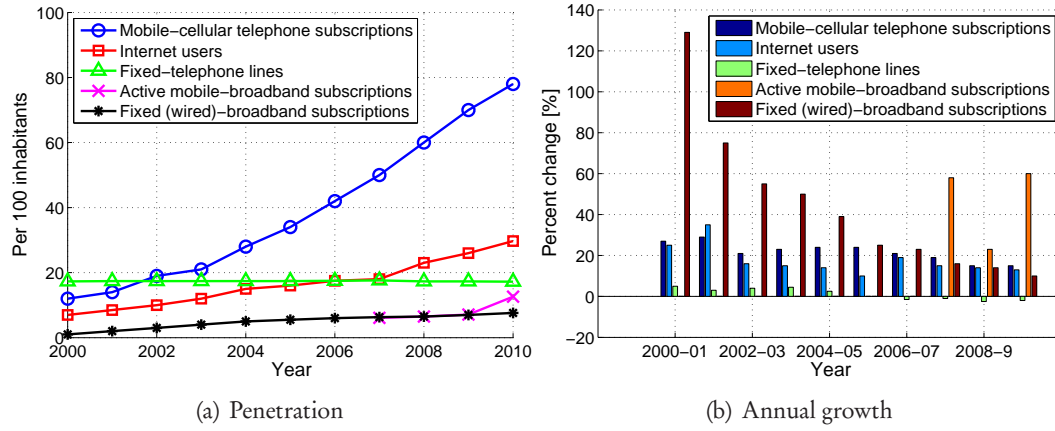 100
80
60
40
20
0
Per 100 inhabitants
Mobile−cellular telephone subscriptions
Internet users
Fixed−telephone lines
Active mobile−broadband subscriptions
Fixed (wired)−broadband subscriptions
2000 2002 2004 2006 2008 2010
Year
(a) Penetration
140
120
100
80
60
40
20
0
−20
Percent change [%]
Mobile−cellular telephone subscriptions
Internet users
Fixed−telephone lines
Active mobile−broadband subscriptions
Fixed (wired)−broadband subscriptions
2000−01 2002−03 2004−05 2006−07 2008−9
Year
(b) Annual growth